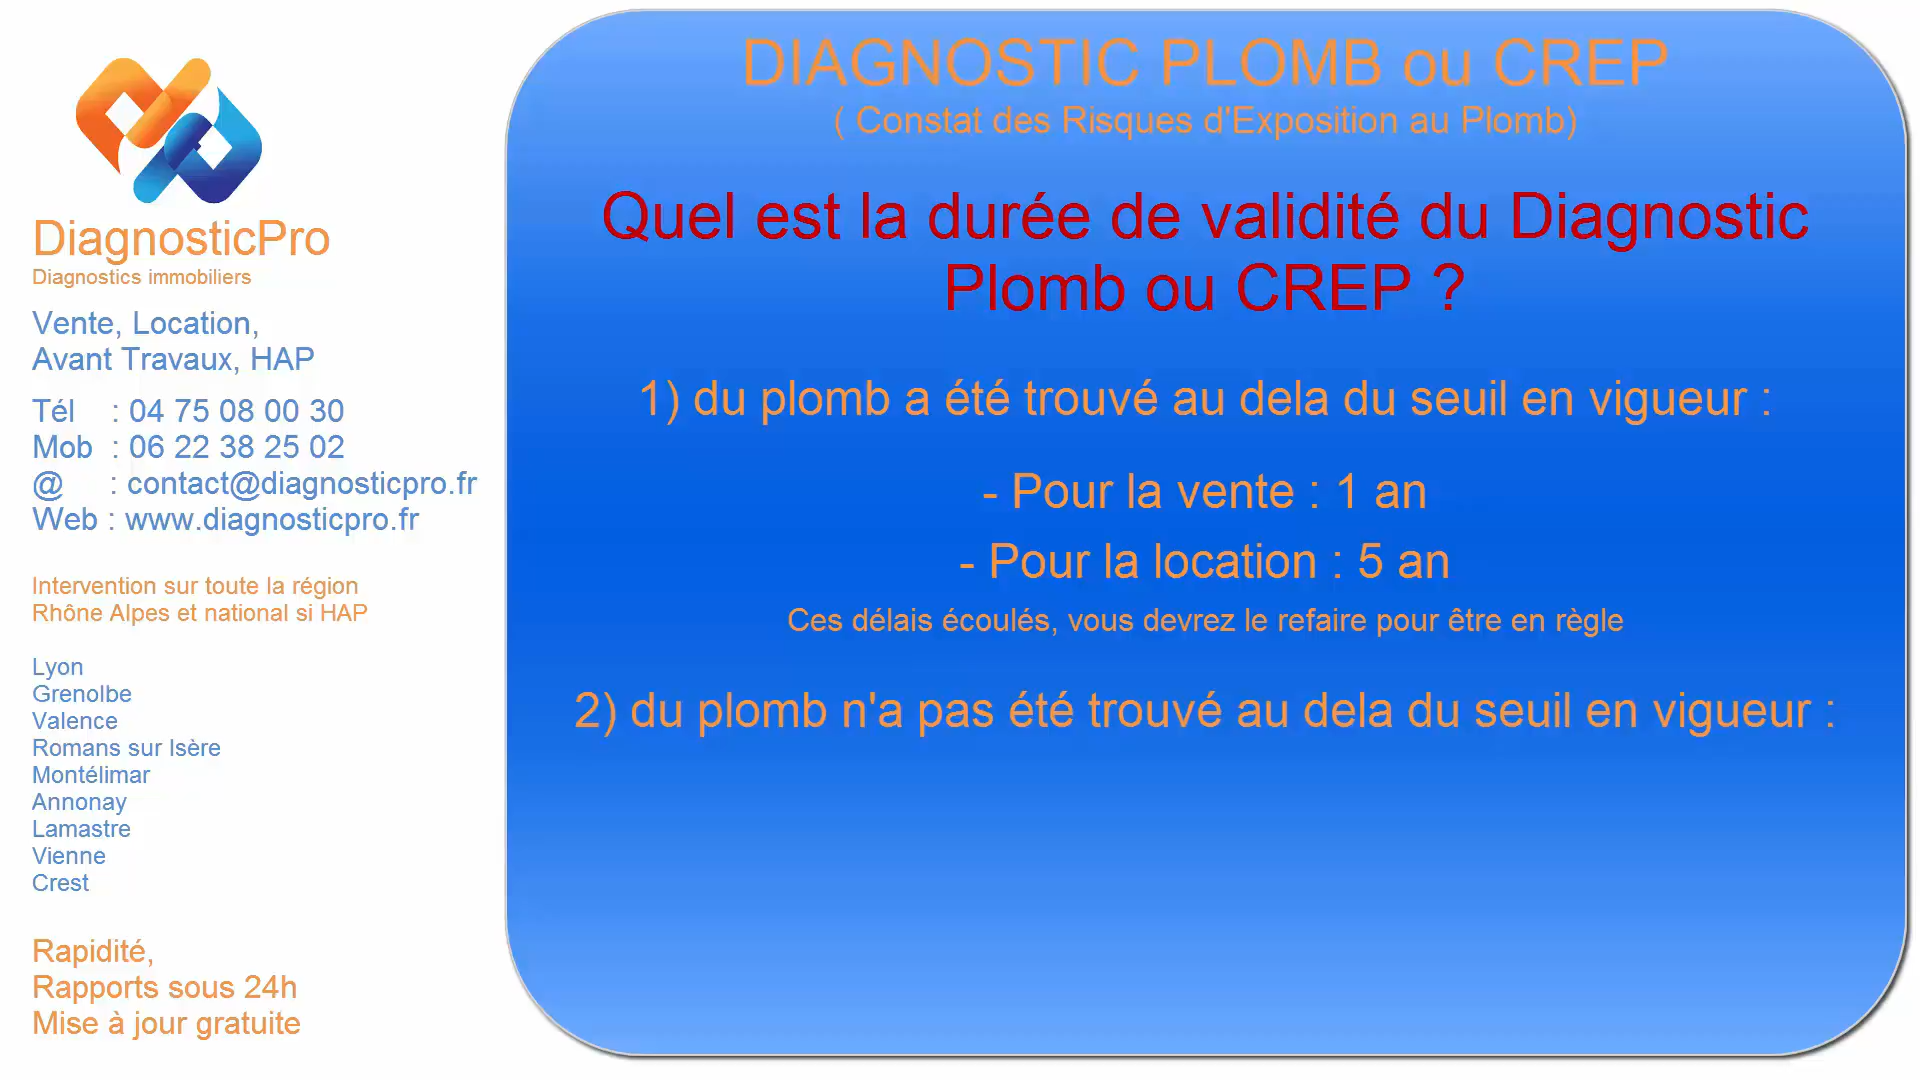 DiagnosticPro
Diagnostics immobiliers
Vente, Location,
Avant Travaux, HAP
Tél : 04 75 08 00 30
Mob : 06 22 38 25 02
@ : contact@diagnosticpro.fr
Web : www.diagnosticpro.fr
Intervention sur toute la région
Rhône Alpes et national si HAP
Lyon
Grenolbe
Valence
Romans sur Isère
Montélimar
Annonay
Lamastre
Vienne
Crest
Rapidité,
Rapports sous 24h
Mise à jour gratuite
DIAGNOSTIC PLOMB ou CREP
( Constat des Risques d'Exposition au Plomb)
Quel est la durée de validité du Diagnostic
Plomb ou CREP ?
1) du plomb a été trouvé au dela du seuil en vigueur :
- Pour la vente : 1 an
- Pour la location : 5 an
Ces délais écoulés, vous devrez le refaire pour être en règle
2) du plomb n'a pas été trouvé au dela du seuil en vigueur :